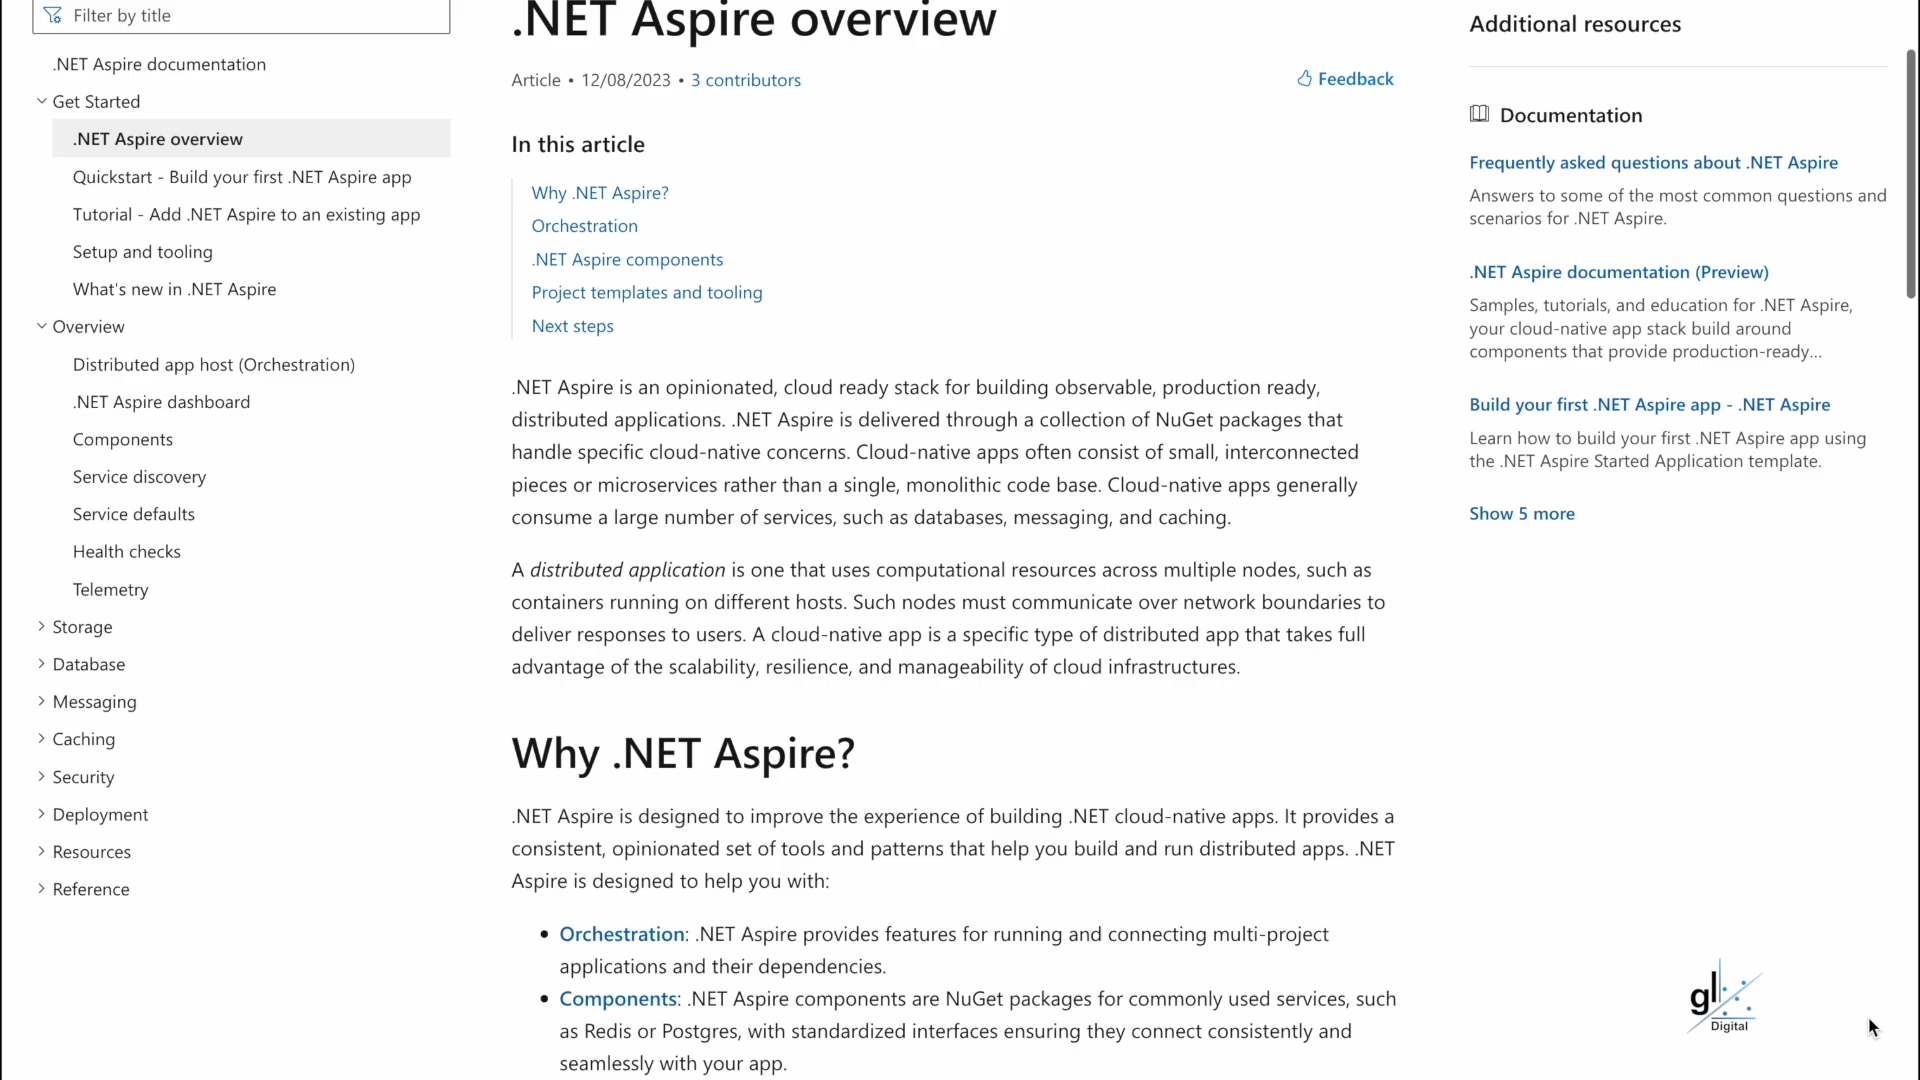 Filter by title
.NET Aspire documentation
Get Started
.NET Aspire overview
Quickstart - Build your first .NET Aspire app
Tutorial - Add .NET Aspire to an existing app
Setup and tooling
What's new in .NET Aspire
Overview
Distributed app host (Orchestration)
.NET Aspire dashboard
Components
Service discovery
Service defaults
Health checks
Telemetry
Storage
Database
Messaging
Caching
Security
Deployment
Resources
Reference
.NET Aspire overview
Article • 12/08/2023 • 3 contributors
Feedback
In this article
Why .NET Aspire?
Orchestration
.NET Aspire components
Project templates and tooling
Next steps
.NET Aspire is an opinionated, cloud ready stack for building observable, production ready,
distributed applications. .NET Aspire is delivered through a collection of NuGet packages that
handle specific cloud-native concerns. Cloud-native apps often consist of small, interconnected
pieces or microservices rather than a single, monolithic code base. Cloud-native apps generally
consume a large number of services, such as databases, messaging, and caching.
A distributed application is one that uses computational resources across multiple nodes, such as
containers running on different hosts. Such nodes must communicate over network boundaries to
deliver responses to users. A cloud-native app is a specific type of distributed app that takes full
advantage of the scalability, resilience, and manageability of cloud infrastructures.
Why .NET Aspire?
.NET Aspire is designed to improve the experience of building .NET cloud-native apps. It provides a
consistent, opinionated set of tools and patterns that help you build and run distributed apps. .NET
Aspire is designed to help you with:
• Orchestration: .NET Aspire provides features for running and connecting multi-project
applications and their dependencies.
• Components: .NET Aspire components are NuGet packages for commonly used services, such
as Redis or Postgres, with standardized interfaces ensuring they connect consistently and
seamlessly with your app.
Additional resources
Documentation
Frequently asked questions about .NET Aspire
Answers to some of the most common questions and
scenarios for .NET Aspire.
.NET Aspire documentation (Preview)
Samples, tutorials, and education for .NET Aspire,
your cloud-native app stack build around
components that provide production-ready...
Build your first .NET Aspire app - .NET Aspire
Learn how to build your first .NET Aspire app using
the .NET Aspire Started Application template.
Show 5 more
gl
Digital